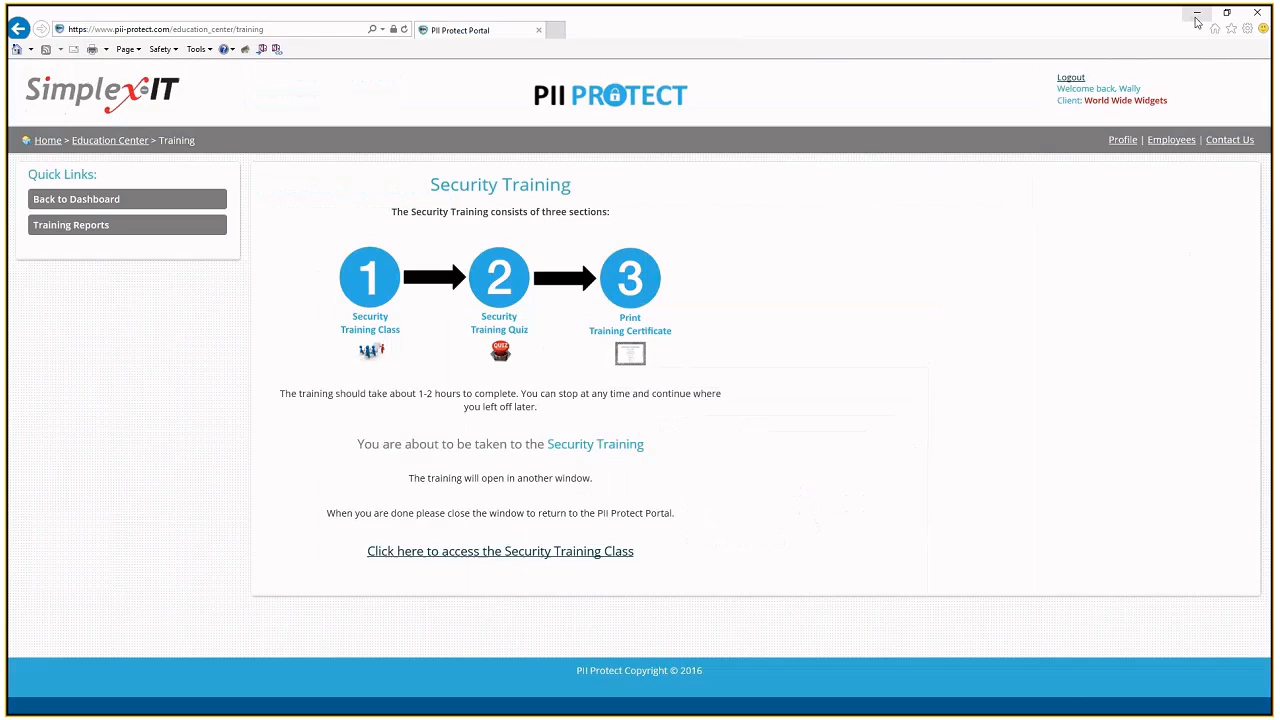 https://www.pii-protect.com/education_center/training
PII Protect Portal
Page
Safety
Tools
Simplex-IT
PII PROTECT
Logout
Welcome back, Wally
Client: World Wide Widgets
Home > Education Center > Training
Profile | Employees | Contact Us
Quick Links:
Back to Dashboard
Training Reports
Security Training
The Security Training consists of three sections:
1 2 3
Security Training Class
Security Training Quiz
Print Training Certificate
QUIZ
The training should take about 1-2 hours to complete. You can stop at any time and continue where
you left off later.
You are about to be taken to the Security Training
The training will open in another window.
When you are done please close the window to return to the PII Protect Portal.
Click here to access the Security Training Class
PII Protect Copyright © 2016